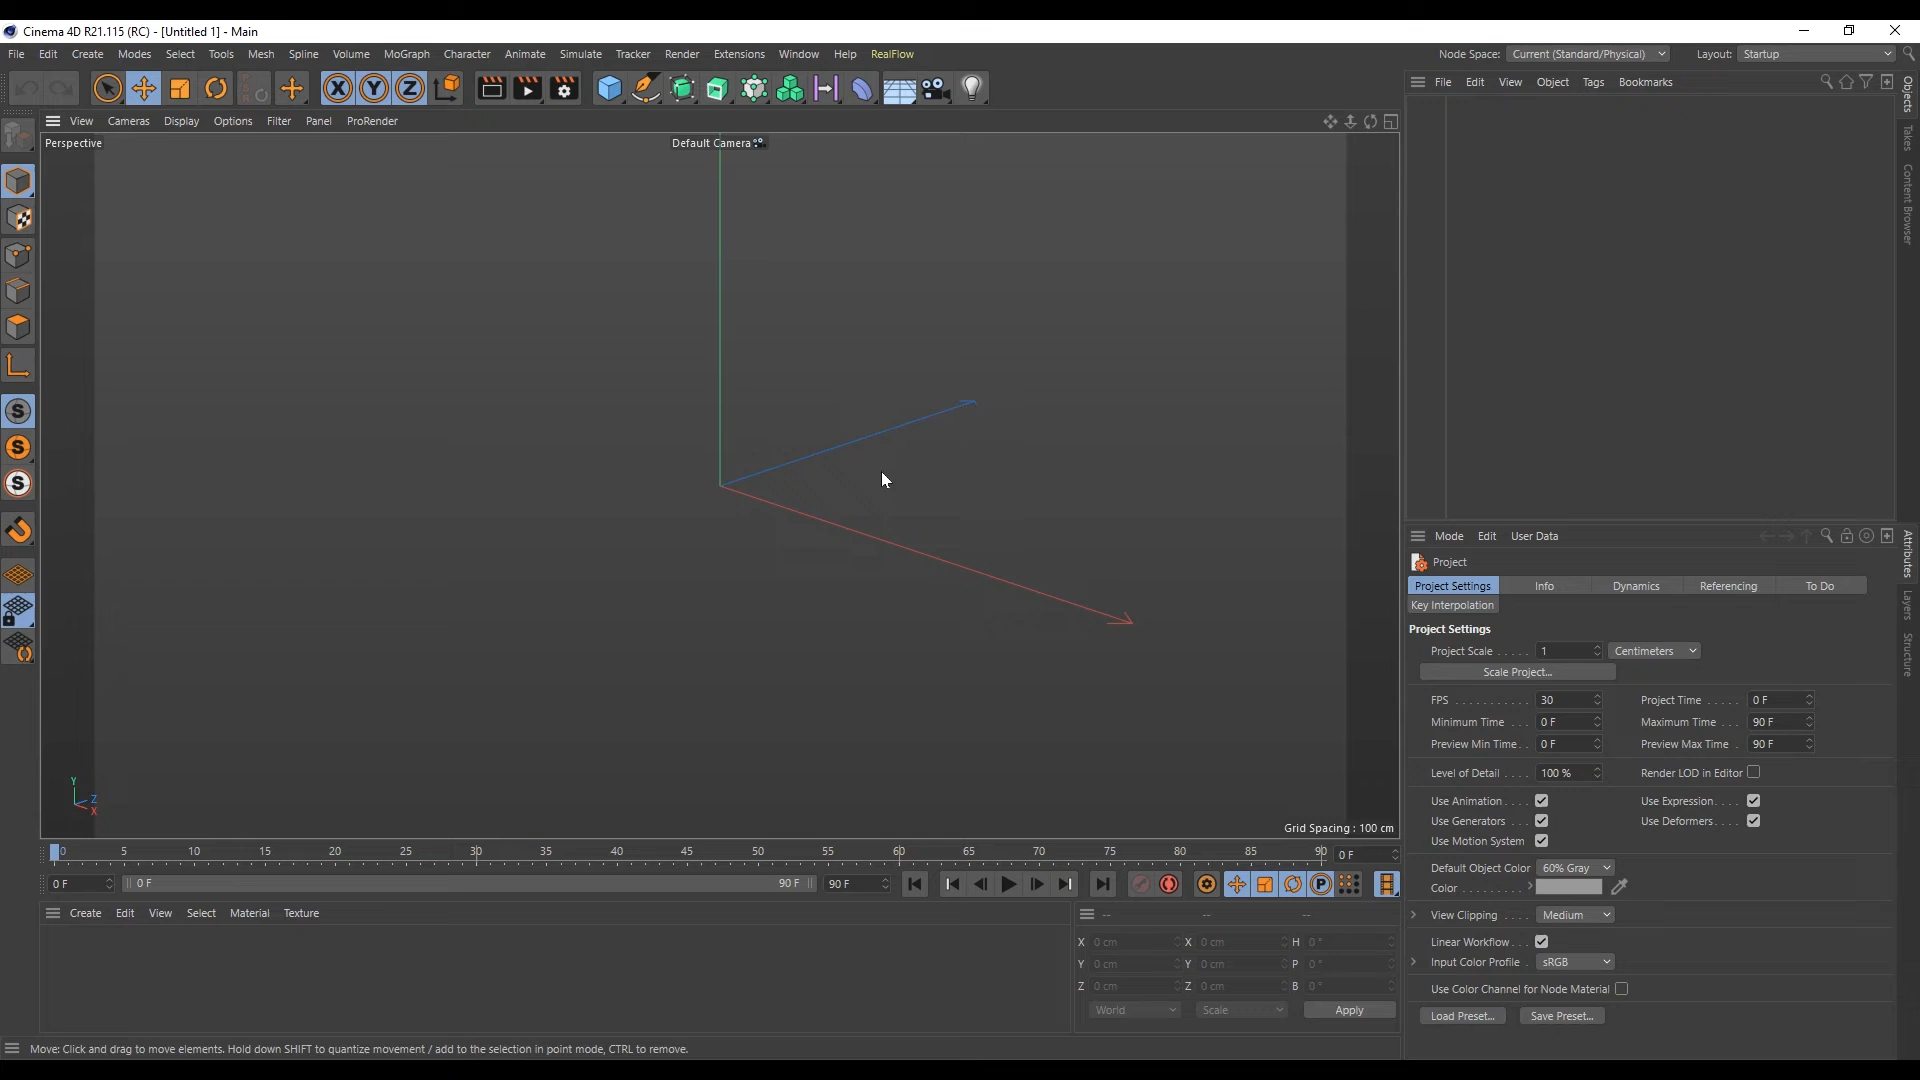 Cinema 4D R21.115 (RC) - [Untitled 1] - Main
File Edit Create Modes Select Tools Mesh Spline Volume MoGraph Character Animate Simulate Tracker Render Extensions Window Help RealFlow
Node Space: Current (Standard/Physical) Layout: Startup
X Y Z
File Edit View Object Tags Bookmarks
Objects
Takes
Content Browser
View Cameras Display Options Filter Panel ProRender
Perspective
Default Camera
S
S
S
Y
Z
X
Grid Spacing : 100 cm
Mode Edit User Data
Attributes
Layers
Structure
Project
Project Settings Info Dynamics Referencing To Do
Key Interpolation
Project Settings
Project Scale . . . . . 1 Centimeters
Scale Project...
FPS . . . . . . . . . . . 30 Project Time . . . . . 0 F
Minimum Time . . . 0 F Maximum Time . . . 90 F
Preview Min Time . . 0 F Preview Max Time . 90 F
Level of Detail . . . . 100 % Render LOD in Editor
Use Animation . . . . Use Expression . . . .
Use Generators . . . Use Deformers . . . .
Use Motion System
Default Object Color 60% Gray
Color . . . . . . . . .
View Clipping . . . . Medium
Linear Workflow . . .
Input Color Profile . sRGB
Use Color Channel for Node Material
Load Preset... Save Preset...
0 5 10 15 20 25 30 35 40 45 50 55 60 65 70 75 80 85 90 0 F
0 F 0 F 90 F 90 F P
Create Edit View Select Material Texture
-- -- --
X 0 cm X 0 cm H 0 °
Y 0 cm Y 0 cm P 0 °
Z 0 cm Z 0 cm B 0 °
World Scale Apply
Move: Click and drag to move elements. Hold down SHIFT to quantize movement / add to the selection in point mode, CTRL to remove.